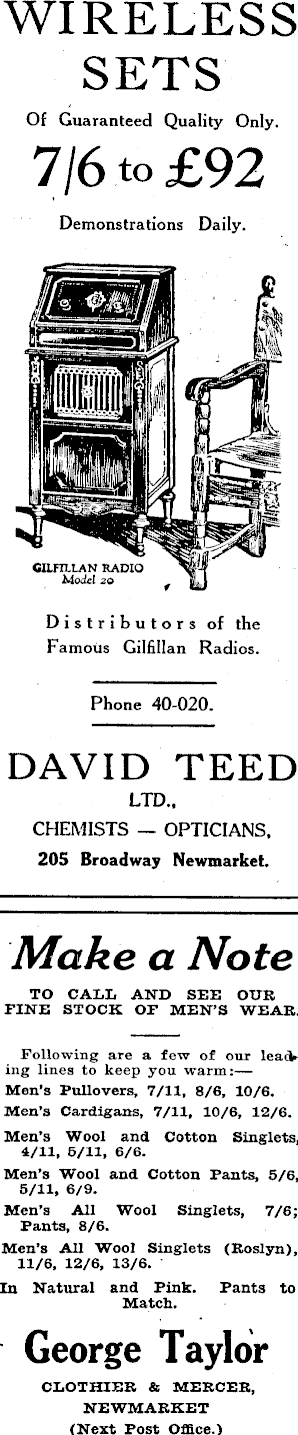 WIRELESS
SETS
Of Guaranteed Quality Only.
7/6 to £92
Demonstrations Daily.
GILFILLAN RADIO
Model 20
Distributors of the
Famous Gilfillan Radios.
Phone 40-020.
DAVID TEED
LTD.,
CHEMISTS — OPTICIANS,
205 Broadway Newmarket.
Make a Note
TO CALL AND SEE OUR
FINE STOCK OF MEN'S WEAR.
Following are a few of our lead-
ing lines to keep you warm:—
Men's Pullovers, 7/11, 8/6, 10/6.
Men's Cardigans, 7/11, 10/6, 12/6.
Men's Wool and Cotton Singlets,
4/11, 5/11, 6/6.
Men's Wool and Cotton Pants, 5/6,
5/11, 6/9.
Men's All Wool Singlets, 7/6;
Pants, 8/6.
Men's All Wool Singlets (Roslyn),
11/6, 12/6, 13/6.
In Natural and Pink. Pants to
Match.
George Taylor
CLOTHIER & MERCER,
NEWMARKET
(Next Post Office.)